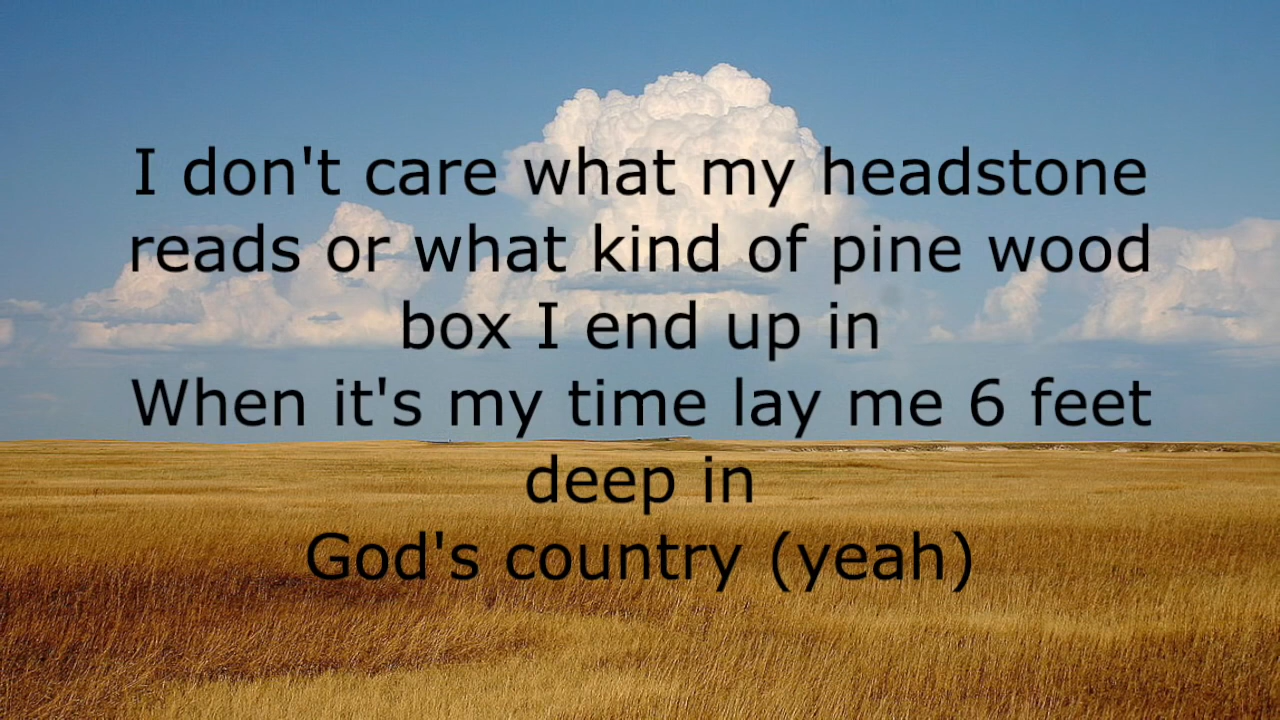 I don't care what my headstone
reads or what kind of pine wood
box I end up in
When it's my time lay me 6 feet
deep in
God's country (yeah)